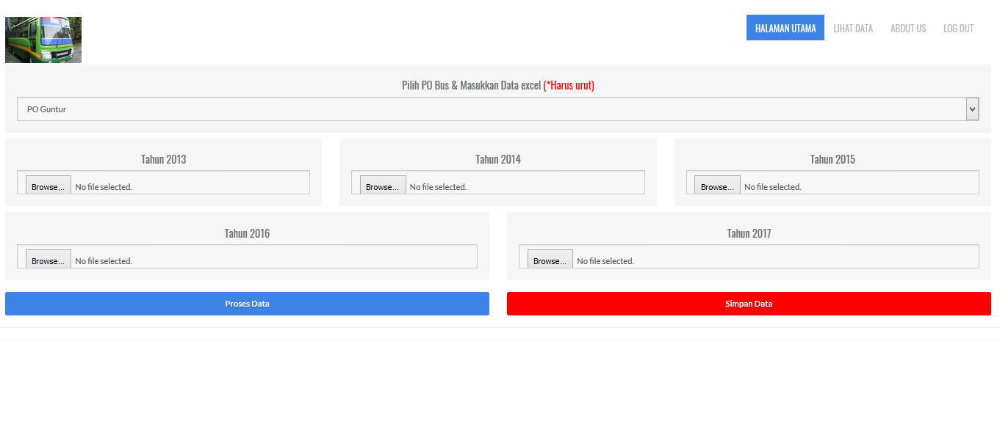 HALAMAN UTAMA LIHAT DATA ABOUT US LOG OUT
Pilih PO Bus & Masukkan Data excel (*Harus urut)
PO Guntur
Tahun 2013 Tahun 2014 Tahun 2015
Browse... No file selected. Browse... No file selected. Browse... No file selected.
Tahun 2016 Tahun 2017
Browse... No file selected. Browse... No file selected.
Proses Data Simpan Data